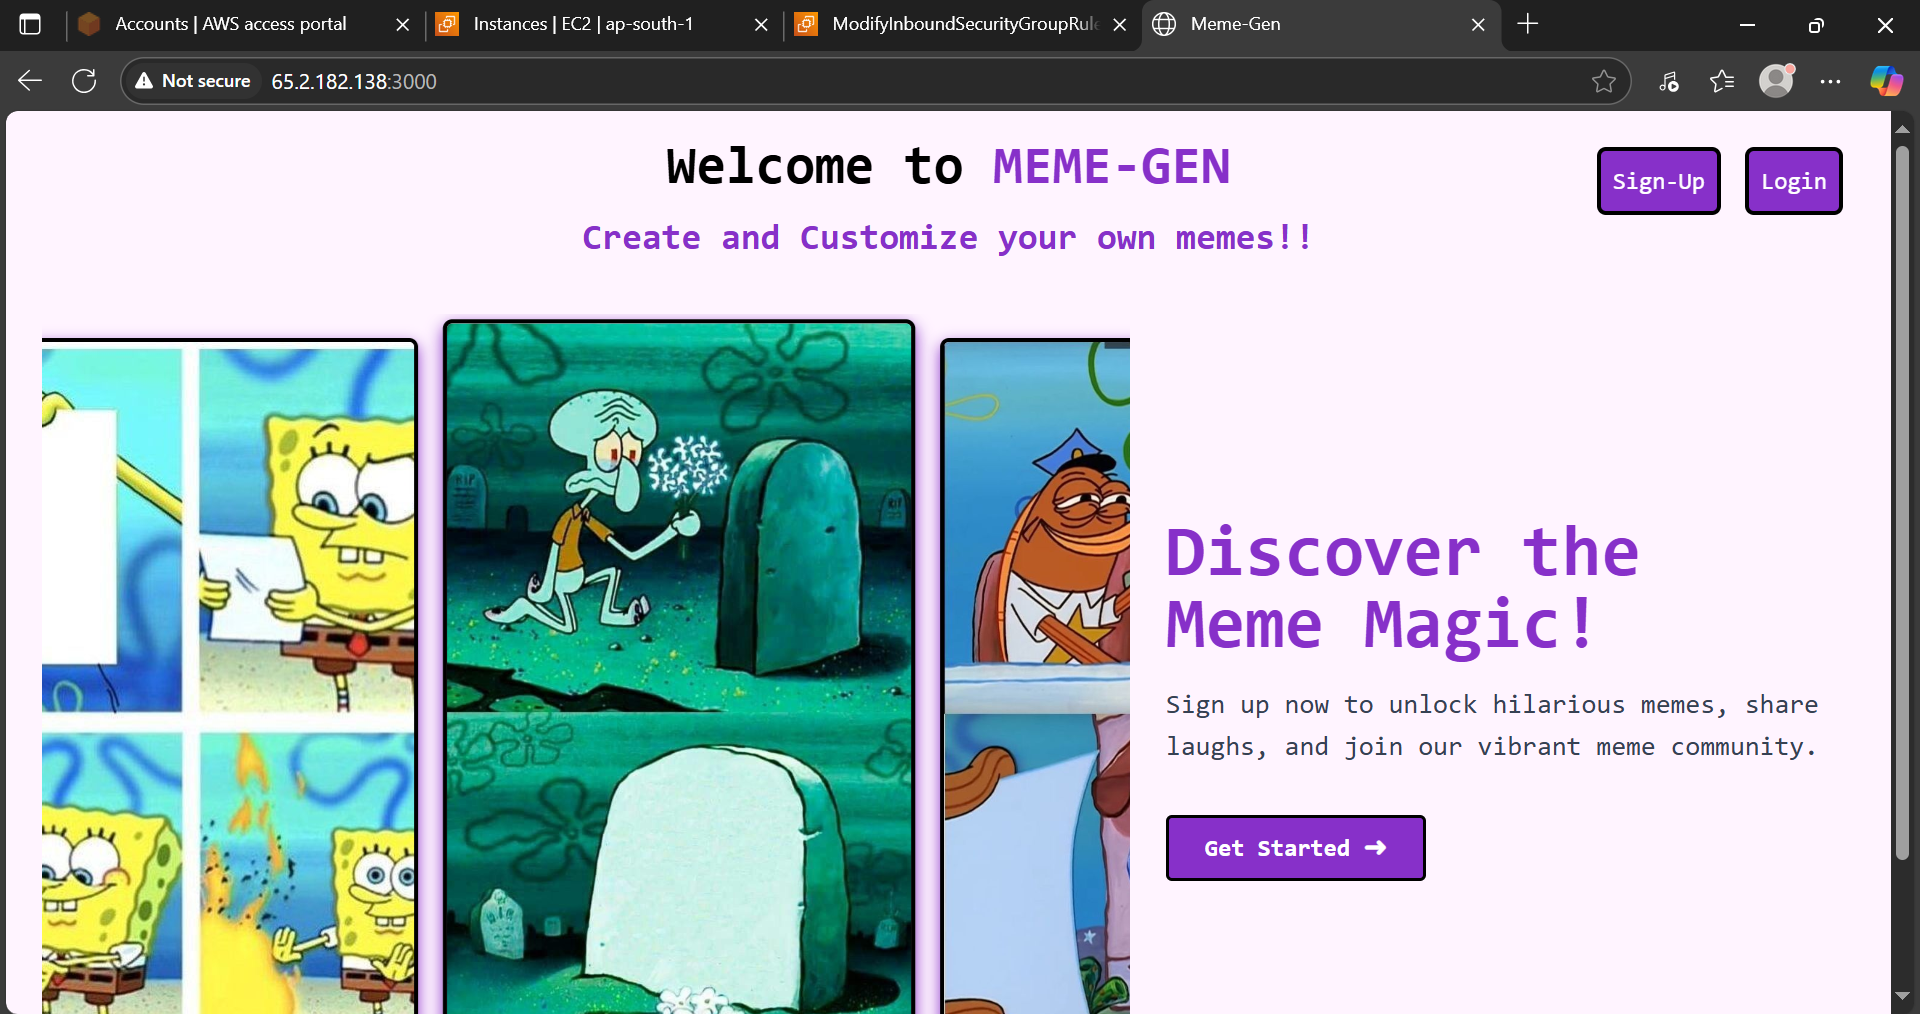 Accounts | AWS access portal
Instances | EC2 | ap-south-1
ModifyInboundSecurityGroupRul
Meme-Gen
Not secure
65.2.182.138:3000
Welcome to MEME-GEN
Sign-Up
Login
Create and Customize your own memes!!
RIP
RIP
Discover the
Meme Magic!
Sign up now to unlock hilarious memes, share
laughs, and join our vibrant meme community.
Get Started ➜